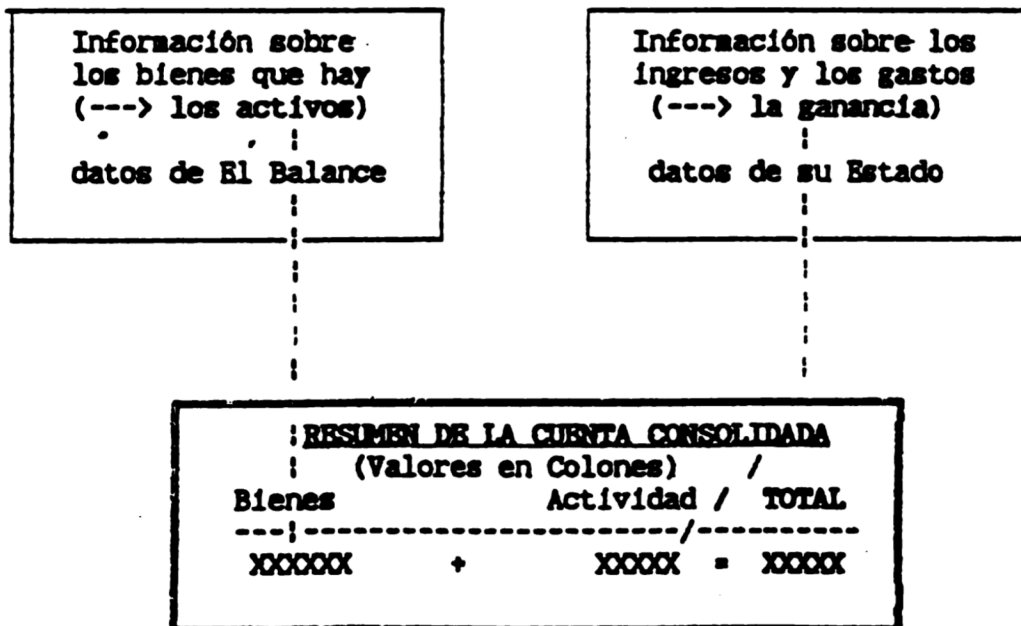 Información sobre
los bienes que hay
(---> los activos)
datos de El Balance
Información sobre los
ingresos y los gastos
(---> la ganancia)
datos de su Estado
RESUMEN DE LA CUENTA CONSOLIDADA
(Valores en Colones) /
Bienes Actividad / TOTAL
---¦-------------------------/----------
XXXXXX + XXXXX = XXXXX